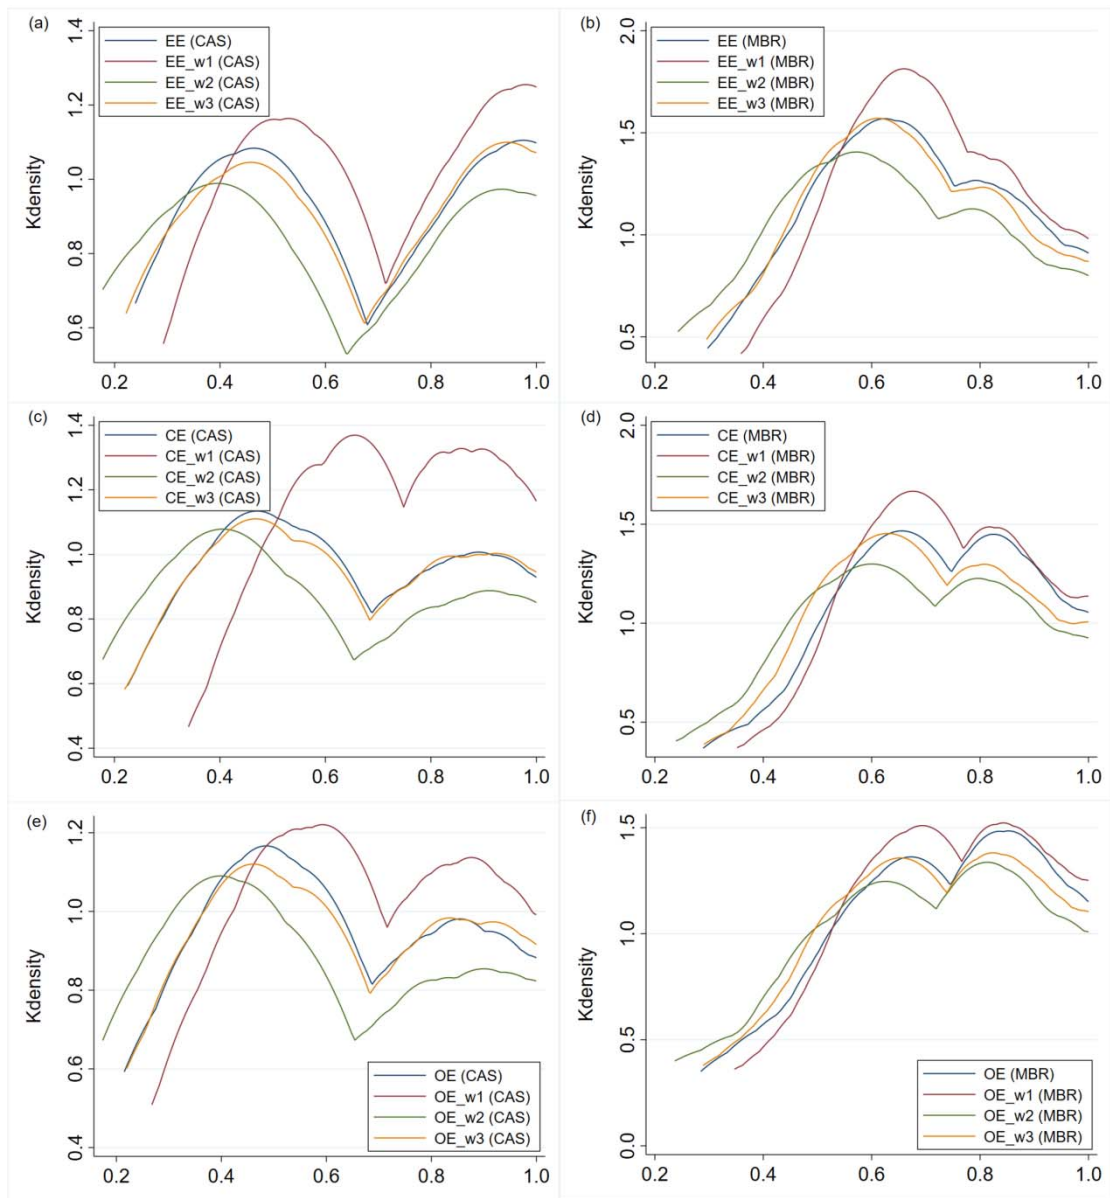 (a)
EE (CAS)
EE_w1 (CAS)
EE_w2 (CAS)
EE_w3 (CAS)
Kdensity
1.4
1.2
1.0
0.8
0.6
0.2 0.4 0.6 0.8 1.0
(b)
EE (MBR)
EE_w1 (MBR)
EE_w2 (MBR)
EE_w3 (MBR)
Kdensity
2.0
1.5
1.0
0.5
0.2 0.4 0.6 0.8 1.0
(c)
CE (CAS)
CE_w1 (CAS)
CE_w2 (CAS)
CE_w3 (CAS)
Kdensity
1.4
1.2
1.0
0.8
0.6
0.4
0.2 0.4 0.6 0.8 1.0
(d)
CE (MBR)
CE_w1 (MBR)
CE_w2 (MBR)
CE_w3 (MBR)
Kdensity
2.0
1.5
1.0
0.5
0.2 0.4 0.6 0.8 1.0
(e)
Kdensity
1.2
1.0
0.8
0.6
0.4
OE (CAS)
OE_w1 (CAS)
OE_w2 (CAS)
OE_w3 (CAS)
0.2 0.4 0.6 0.8 1.0
(f)
Kdensity
1.5
1.0
0.5
0.0
OE (MBR)
OE_w1 (MBR)
OE_w2 (MBR)
OE_w3 (MBR)
0.2 0.4 0.6 0.8 1.0